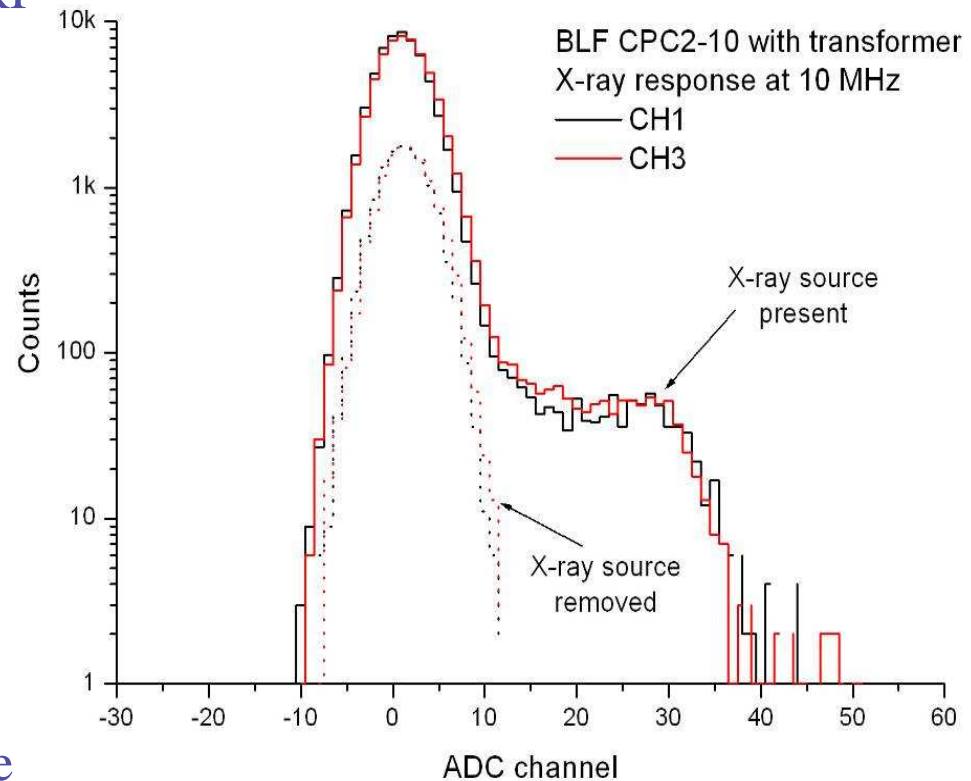 10k
1k
100
10
1
Counts
BLF CPC2-10 with transformer
X-ray response at 10 MHz
CH1
CH3
X-ray source
present
X-ray source
removed
-30 -20 -10 0 10 20 30 40 50 60
ADC channel
e